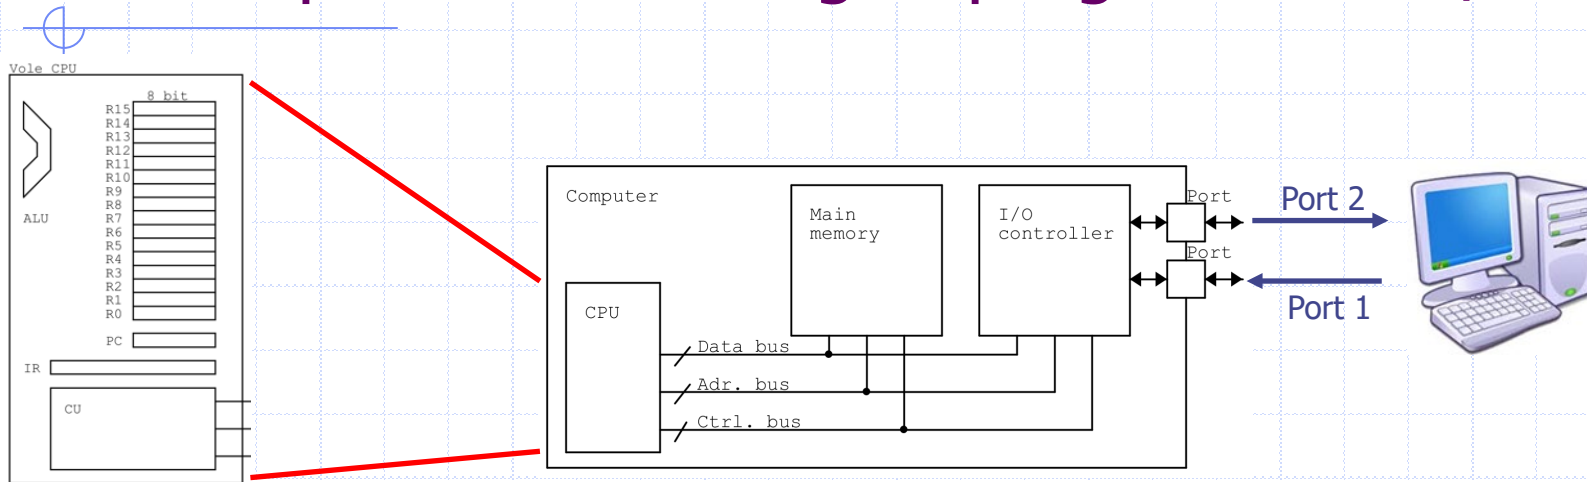 Vole CPU
8 bit
R15
R14
R13
R12
R11
R10
R9
R8
R7
R6
R5
R4
R3
R2
R1
R0
ALU
PC
IR
CU
Computer
Main
memory
I/O
controller
CPU
Data bus
Adr. bus
Ctrl. bus
Port
Port
Port 2
Port 1